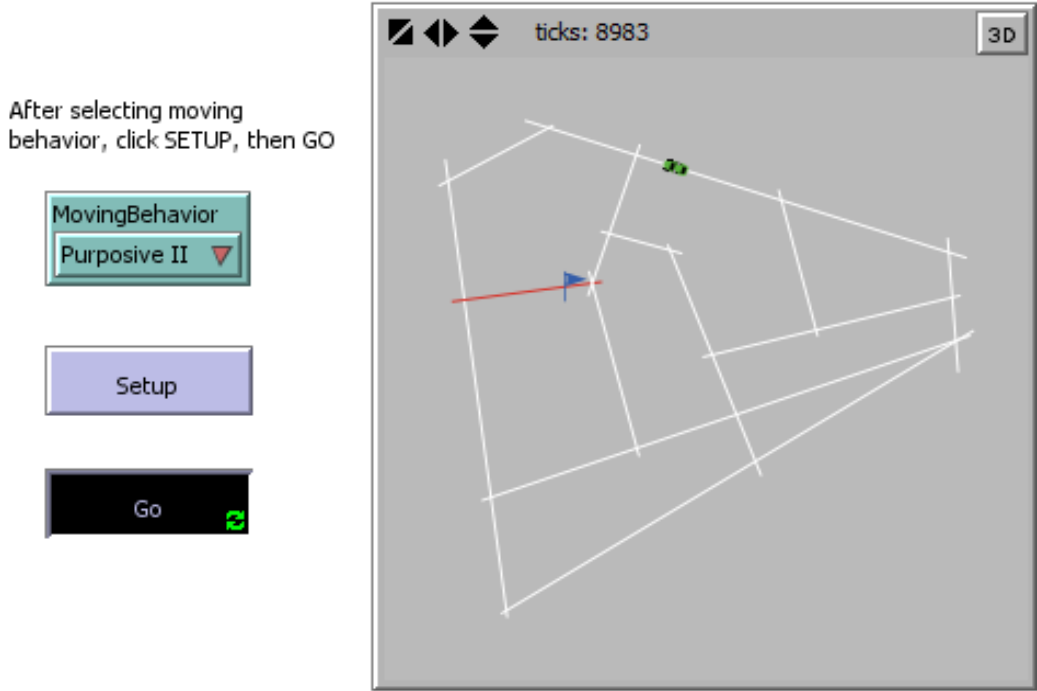 ticks: 8983
3D
After selecting moving
behavior, click SETUP, then GO
MovingBehavior
Purposive II
Setup
Go